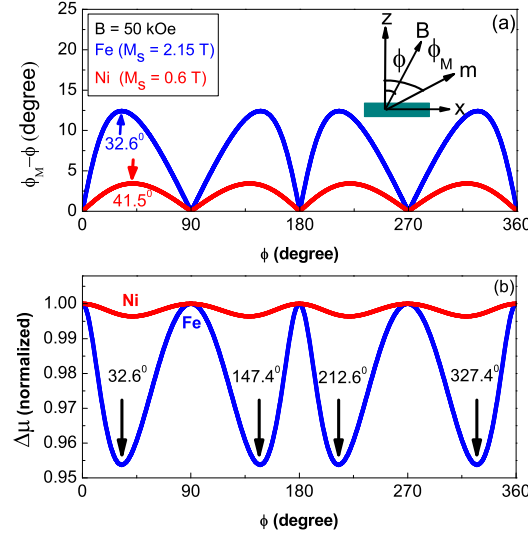 25
20
15
10
5
0
ϕ_M−ϕ (degree)
B = 50 kOe
Fe (M_s = 2.15 T)
Ni (M_s = 0.6 T)
(a)
z
B
ϕ
ϕ_M
m
x
32.6⁰
41.5⁰
0 90 180 270 360
ϕ (degree)
1.00
0.99
0.98
0.97
0.96
0.95
Δμ (normalized)
(b)
Ni
Fe
32.6⁰ 147.4⁰ 212.6⁰ 327.4⁰
0 90 180 270 360
ϕ (degree)